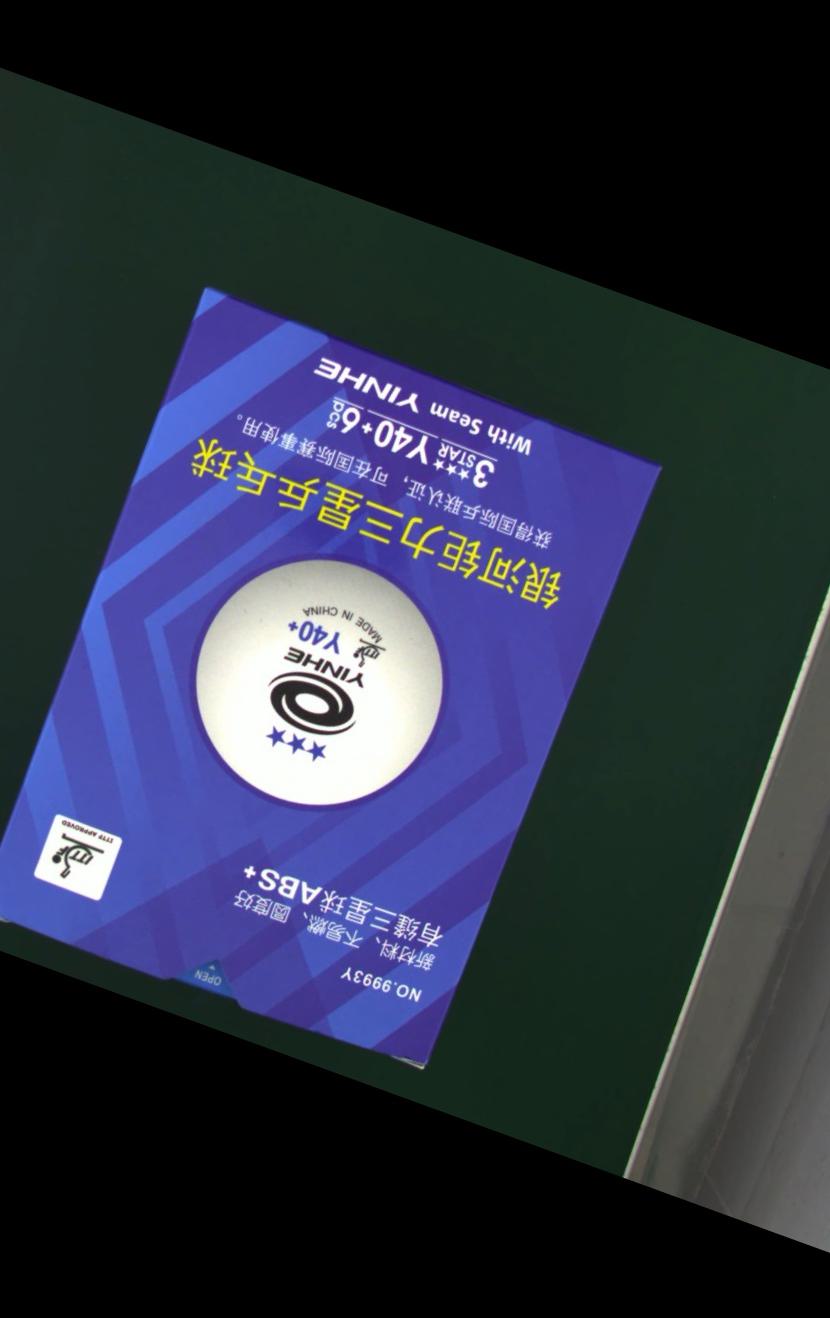 NO.9993Y
新材料、不易燃、圆度好
有缝三星球ABS+
OPEN
ITTF APPROVED
★★★
YINHE
Y40+
MADE IN CHINA
银河钜力三星乒乓球
获得国际乒联认证，可在国际赛事使用。
3 STAR ★★★ Y40+ 6 PCS
With Seam YINHE